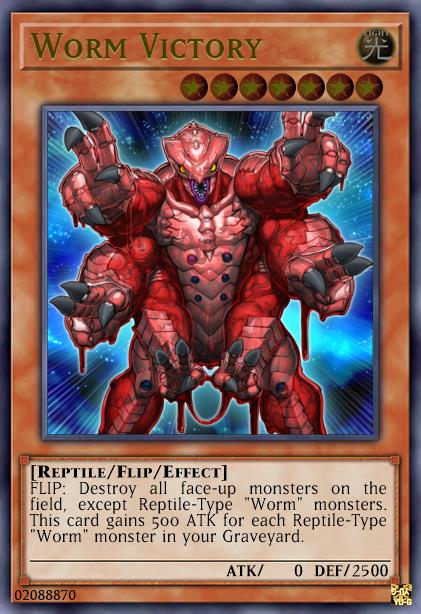 WORM VICTORY
LIGHT
光
[REPTILE/FLIP/EFFECT]
FLIP: Destroy all face-up monsters on the
field, except Reptile-Type "Worm" monsters.
This card gains 500 ATK for each Reptile-Type
"Worm" monster in your Graveyard.
ATK/ 0 DEF/2500
02088870